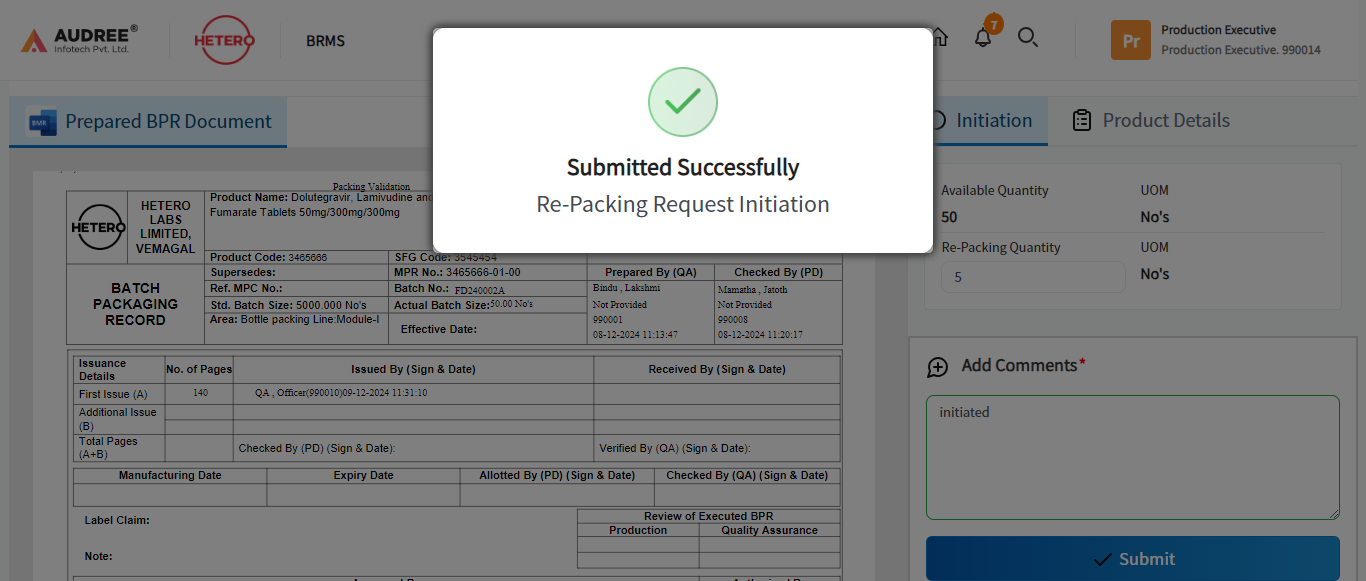 AUDREE®
Infotech Pvt. Ltd.
HETERO
BRMS
7
Pr
Production Executive
Production Executive. 990014
Submitted Successfully
Re-Packing Request Initiation
BMR
Prepared BPR Document
Initiation
Product Details
Packing Validation
HETERO
HETERO
LABS
LIMITED,
VEMAGAL
Product Name: Dolutegravir, Lamivudine and
Fumarate Tablets 50mg/300mg/300mg
Product Code: 3465666
SFG Code: 3545454
BATCH
PACKAGING
RECORD
Supersedes:
MPR No.: 3465666-01-00
Prepared By (QA)
Checked By (PD)
Ref. MPC No.:
Batch No.: FD240002A
Bindu , Lakshmi
Not Provided
990001
08-12-2024 11:13:47
Mamatha , Jatoth
Not Provided
990008
08-12-2024 11:20:17
Std. Batch Size: 5000.000 No's
Actual Batch Size:50.00 No's
Area: Bottle packing Line:Module-I
Effective Date:
Issuance
Details
No. of Pages
Issued By (Sign & Date)
Received By (Sign & Date)
First Issue (A)
140
QA , Officer(990010)09-12-2024 11:31:10
Additional Issue
(B)
Total Pages
(A+B)
Checked By (PD) (Sign & Date):
Verified By (QA) (Sign & Date):
Manufacturing Date
Expiry Date
Allotted By (PD) (Sign & Date)
Checked By (QA) (Sign & Date)
Label Claim:
Review of Executed BPR
Production
Quality Assurance
Note:
Available Quantity
UOM
50
No's
Re-Packing Quantity
UOM
5
No's
Add Comments*
initiated
Submit